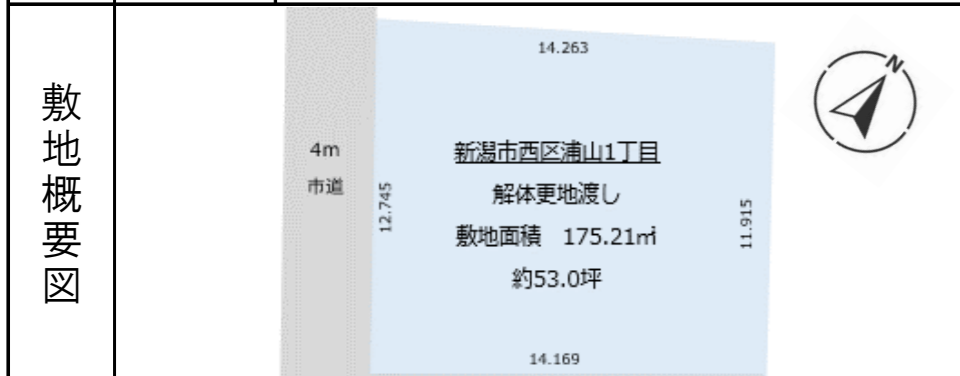 敷地概要図
14.263
N
4m
市道
新潟市西区浦山1丁目
解体更地渡し
敷地面積　175.21㎡
約53.0坪
12.745
11.915
14.169